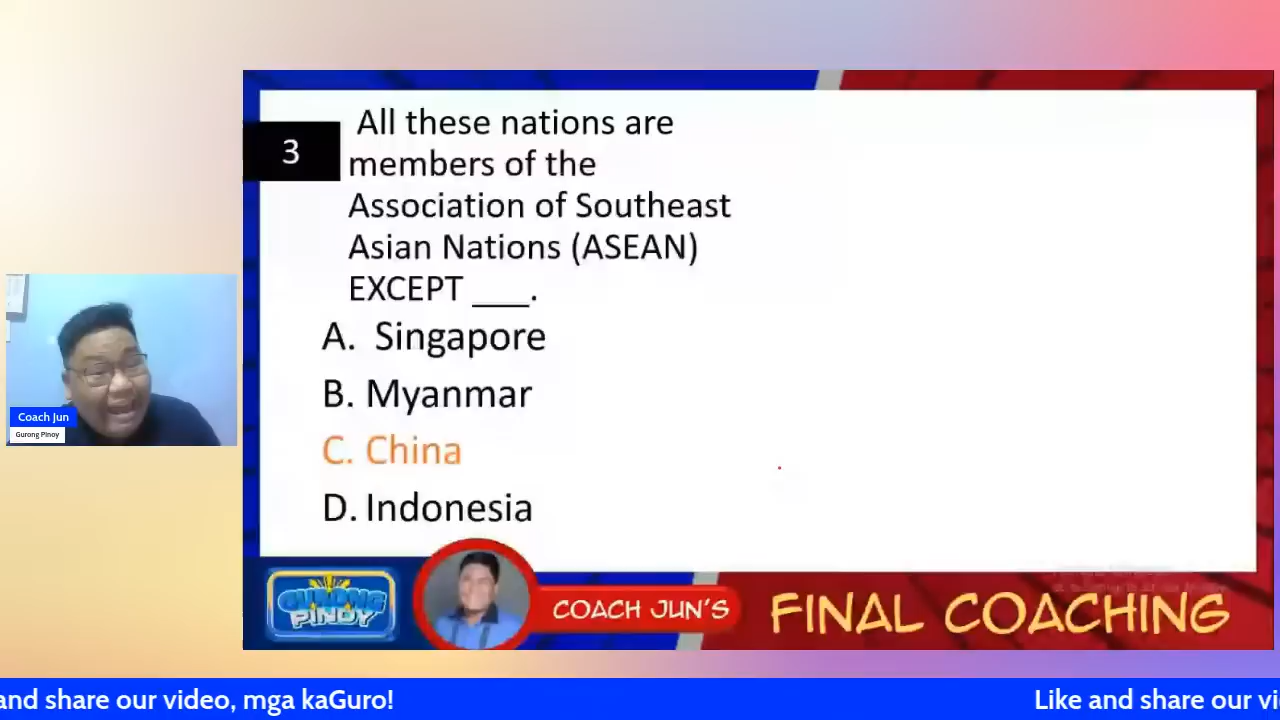 3
All these nations are
members of the
Association of Southeast
Asian Nations (ASEAN)
EXCEPT ___.
A. Singapore
B. Myanmar
C. China
D. Indonesia
Coach Jun
Gurong Pinoy
GURONG
PINOY
COACH JUN'S
FINAL COACHING
and share our video, mga kaGuro!
Like and share our vi